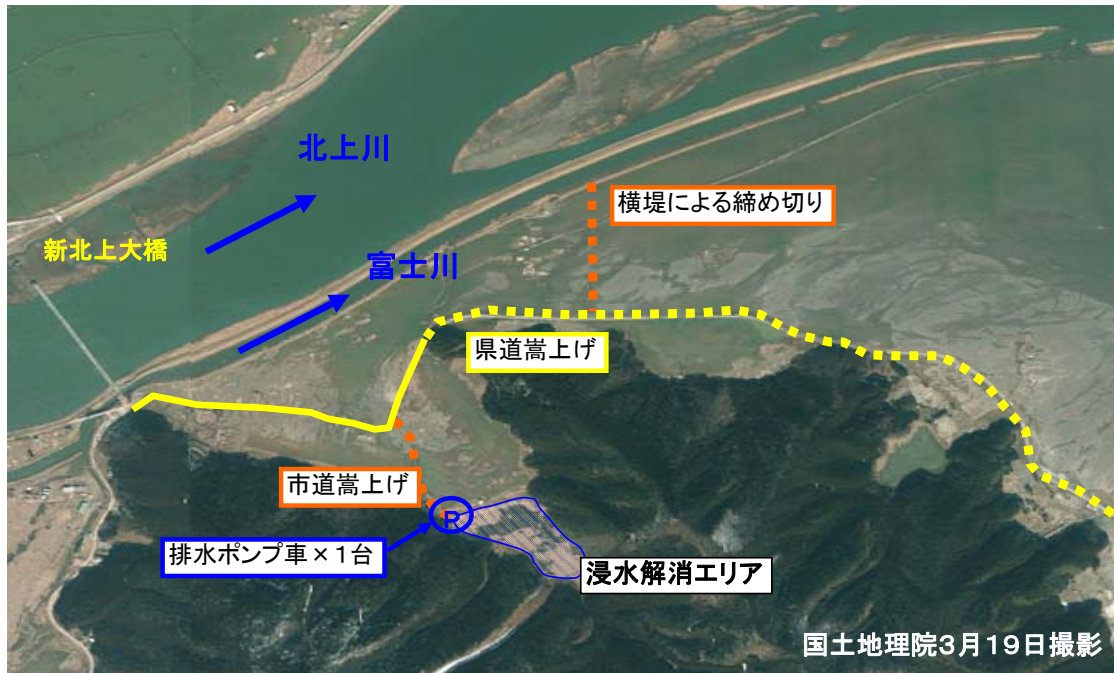 北上川
横堤による締め切り
新北上大橋
富士川
県道嵩上げ
市道嵩上げ
R
排水ポンプ車×1台
浸水解消エリア
国土地理院3月19日撮影